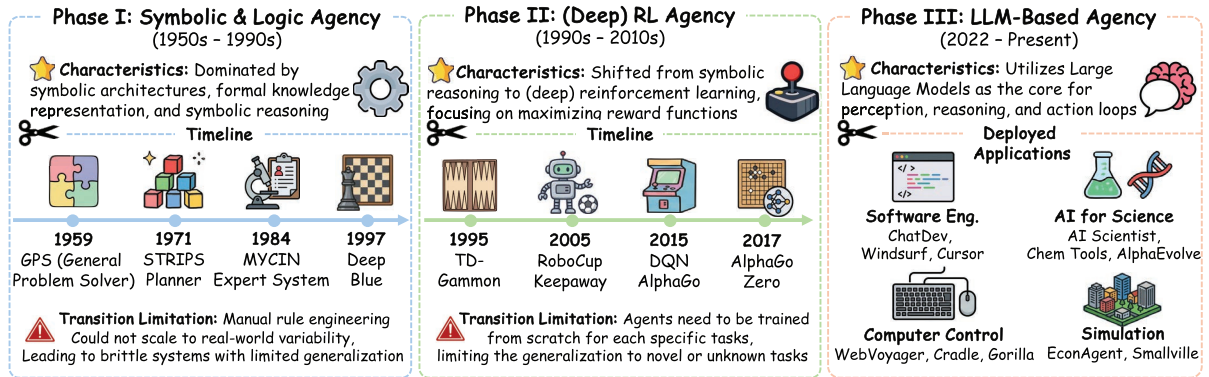 Phase I: Symbolic & Logic Agency
(1950s – 1990s)
Characteristics: Dominated by
symbolic architectures, formal knowledge
representation, and symbolic reasoning
Timeline
1959
GPS (General
Problem Solver)
1971
STRIPS
Planner
1984
MYCIN
Expert System
1997
Deep
Blue
Transition Limitation: Manual rule engineering
Could not scale to real-world variability,
Leading to brittle systems with limited generalization
Phase II: (Deep) RL Agency
(1990s – 2010s)
Characteristics: Shifted from symbolic
reasoning to (deep) reinforcement learning,
focusing on maximizing reward functions
Timeline
1995
TD-
Gammon
2005
RoboCup
Keepaway
2015
DQN
AlphaGo
2017
AlphaGo
Zero
Transition Limitation: Agents need to be trained
from scratch for each specific tasks,
limiting the generalization to novel or unknown tasks
Phase III: LLM-Based Agency
(2022 – Present)
Characteristics: Utilizes Large
Language Models as the core for
perception, reasoning, and action loops
Deployed
Applications
</>
</>
Software Eng.
ChatDev,
Windsurf, Cursor
AI for Science
AI Scientist,
Chem Tools, AlphaEvolve
Computer Control
WebVoyager, Cradle, Gorilla
Simulation
EconAgent, Smallville